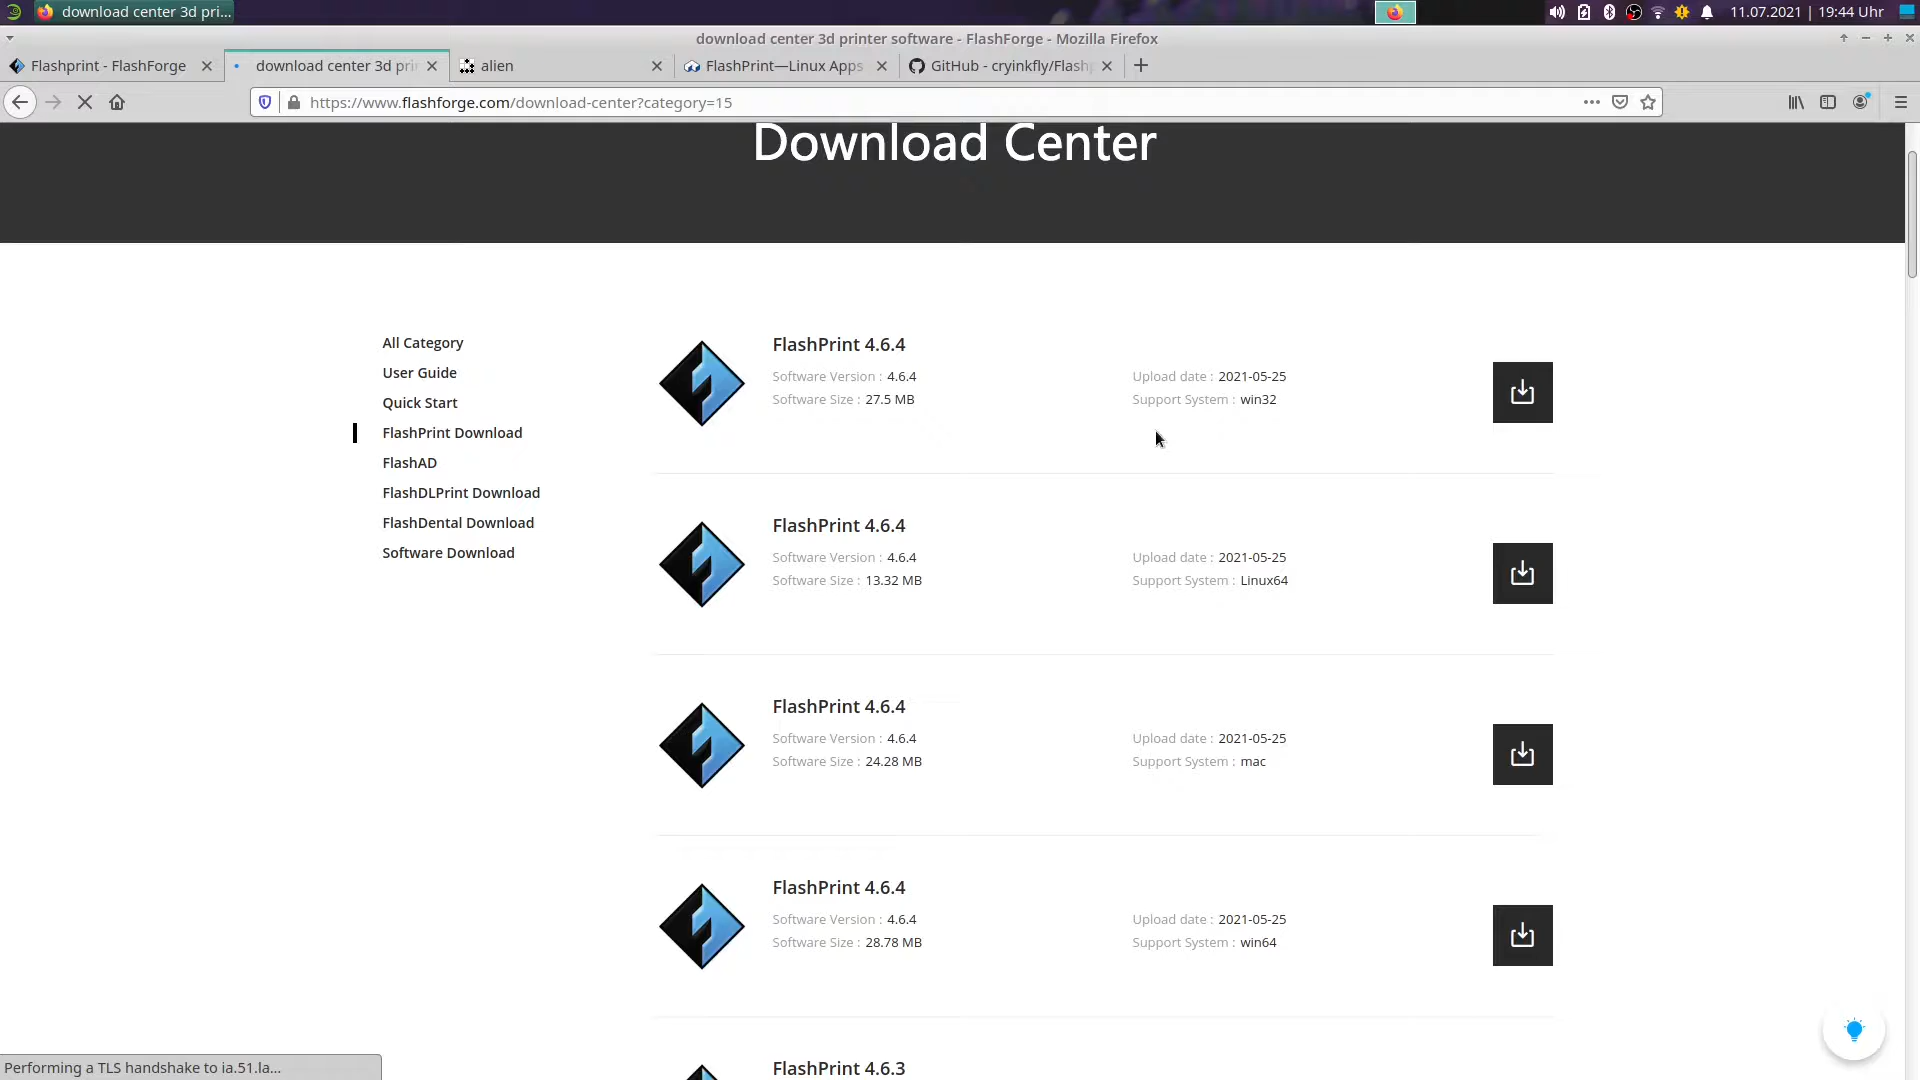 download center 3d pri...
11.07.2021 | 19:44 Uhr
download center 3d printer software - FlashForge - Mozilla Firefox
Flashprint - FlashForge
download center 3d pri
alien
FlashPrint—Linux Apps
GitHub - cryinkfly/Flashp
https://www.flashforge.com/download-center?category=15
Download Center
All Category
User Guide
Quick Start
FlashPrint Download
FlashAD
FlashDLPrint Download
FlashDental Download
Software Download
FlashPrint 4.6.4
Software Version : 4.6.4
Upload date : 2021-05-25
Software Size : 27.5 MB
Support System : win32
FlashPrint 4.6.4
Software Version : 4.6.4
Upload date : 2021-05-25
Software Size : 13.32 MB
Support System : Linux64
FlashPrint 4.6.4
Software Version : 4.6.4
Upload date : 2021-05-25
Software Size : 24.28 MB
Support System : mac
FlashPrint 4.6.4
Software Version : 4.6.4
Upload date : 2021-05-25
Software Size : 28.78 MB
Support System : win64
FlashPrint 4.6.3
Performing a TLS handshake to ia.51.la...